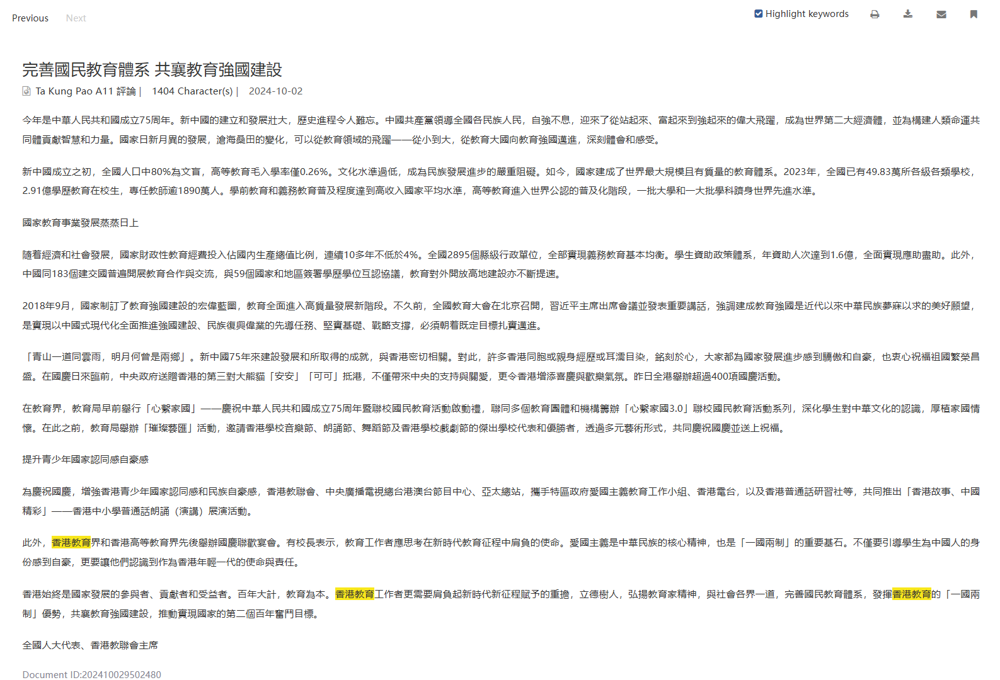 Previous
Next
Highlight keywords
完善國民教育體系 共襄教育強國建設
Ta Kung Pao A11 評論 | 1404 Character(s) | 2024-10-02
今年是中華人民共和國成立75周年。新中國的建立和發展壯大，歷史進程令人難忘。中國共產黨領導全國各民族人民，自強不息，迎來了從站起來、富起來到強起來的偉大飛躍，成為世界第二大經濟體，並為構建人類命運共
同體貢獻智慧和力量。國家日新月異的發展，滄海桑田的變化，可以從教育領域的飛躍——從小到大，從教育大國向教育強國邁進，深刻體會和感受。
新中國成立之初，全國人口中80%為文盲，高等教育毛入學率僅0.26%。文化水準過低，成為民族發展進步的嚴重阻礙。如今，國家建成了世界最大規模且有質量的教育體系。2023年，全國已有49.83萬所各級各類學校，
2.91億學歷教育在校生，專任教師逾1890萬人。學前教育和義務教育普及程度達到高收入國家平均水準，高等教育進入世界公認的普及化階段，一批大學和一大批學科躋身世界先進水準。
國家教育事業發展蒸蒸日上
隨着經濟和社會發展，國家財政性教育經費投入佔國內生產總值比例，連續10多年不低於4%。全國2895個縣級行政單位，全部實現義務教育基本均衡。學生資助政策體系，年資助人次達到1.6億，全面實現應助盡助。此外，
中國同183個建交國普遍開展教育合作與交流，與59個國家和地區簽署學歷學位互認協議，教育對外開放高地建設亦不斷提速。
2018年9月，國家制訂了教育強國建設的宏偉藍圖，教育全面進入高質量發展新階段。不久前，全國教育大會在北京召開，習近平主席出席會議並發表重要講話，強調建成教育強國是近代以來中華民族夢寐以求的美好願望，
是實現以中國式現代化全面推進強國建設、民族復興偉業的先導任務、堅實基礎、戰略支撐，必須朝着既定目標扎實邁進。
「青山一道同雲雨，明月何曾是兩鄉」。新中國75年來建設發展和所取得的成就，與香港密切相關。對此，許多香港同胞或親身經歷或耳濡目染，銘刻於心，大家都為國家發展進步感到驕傲和自豪，也衷心祝福祖國繁榮昌
盛。在國慶日來臨前，中央政府送贈香港的第三對大熊貓「安安」「可可」抵港，不僅帶來中央的支持與關愛，更令香港增添喜慶與歡樂氣氛。昨日全港舉辦超過400項國慶活動。
在教育界，教育局早前舉行「心繫家國」——慶祝中華人民共和國成立75周年暨聯校國民教育活動啟動禮，聯同多個教育團體和機構籌辦「心繫家國3.0」聯校國民教育活動系列，深化學生對中華文化的認識，厚植家國情
懷。在此之前，教育局舉辦「璀璨藝匯」活動，邀請香港學校音樂節、朗誦節、舞蹈節及香港學校戲劇節的傑出學校代表和優勝者，透過多元藝術形式，共同慶祝國慶並送上祝福。
提升青少年國家認同感自豪感
為慶祝國慶，增強香港青少年國家認同感和民族自豪感，香港教聯會、中央廣播電視總台港澳台節目中心、亞太總站，攜手特區政府愛國主義教育工作小組、香港電台，以及香港普通話研習社等，共同推出「香港故事、中國
精彩」——香港中小學普通話朗誦（演講）展演活動。
此外，香港教育界和香港高等教育界先後舉辦國慶聯歡宴會。有校長表示，教育工作者應思考在新時代教育征程中肩負的使命。愛國主義是中華民族的核心精神，也是「一國兩制」的重要基石。不僅要引導學生為中國人的身
份感到自豪，更要讓他們認識到作為香港年輕一代的使命與責任。
香港始終是國家發展的參與者、貢獻者和受益者。百年大計，教育為本。香港教育工作者更需要肩負起新時代新征程賦予的重擔，立德樹人，弘揚教育家精神，與社會各界一道，完善國民教育體系，發揮香港教育的「一國兩
制」優勢，共襄教育強國建設，推動實現國家的第二個百年奮鬥目標。
全國人大代表、香港教聯會主席
Document ID:202410029502480